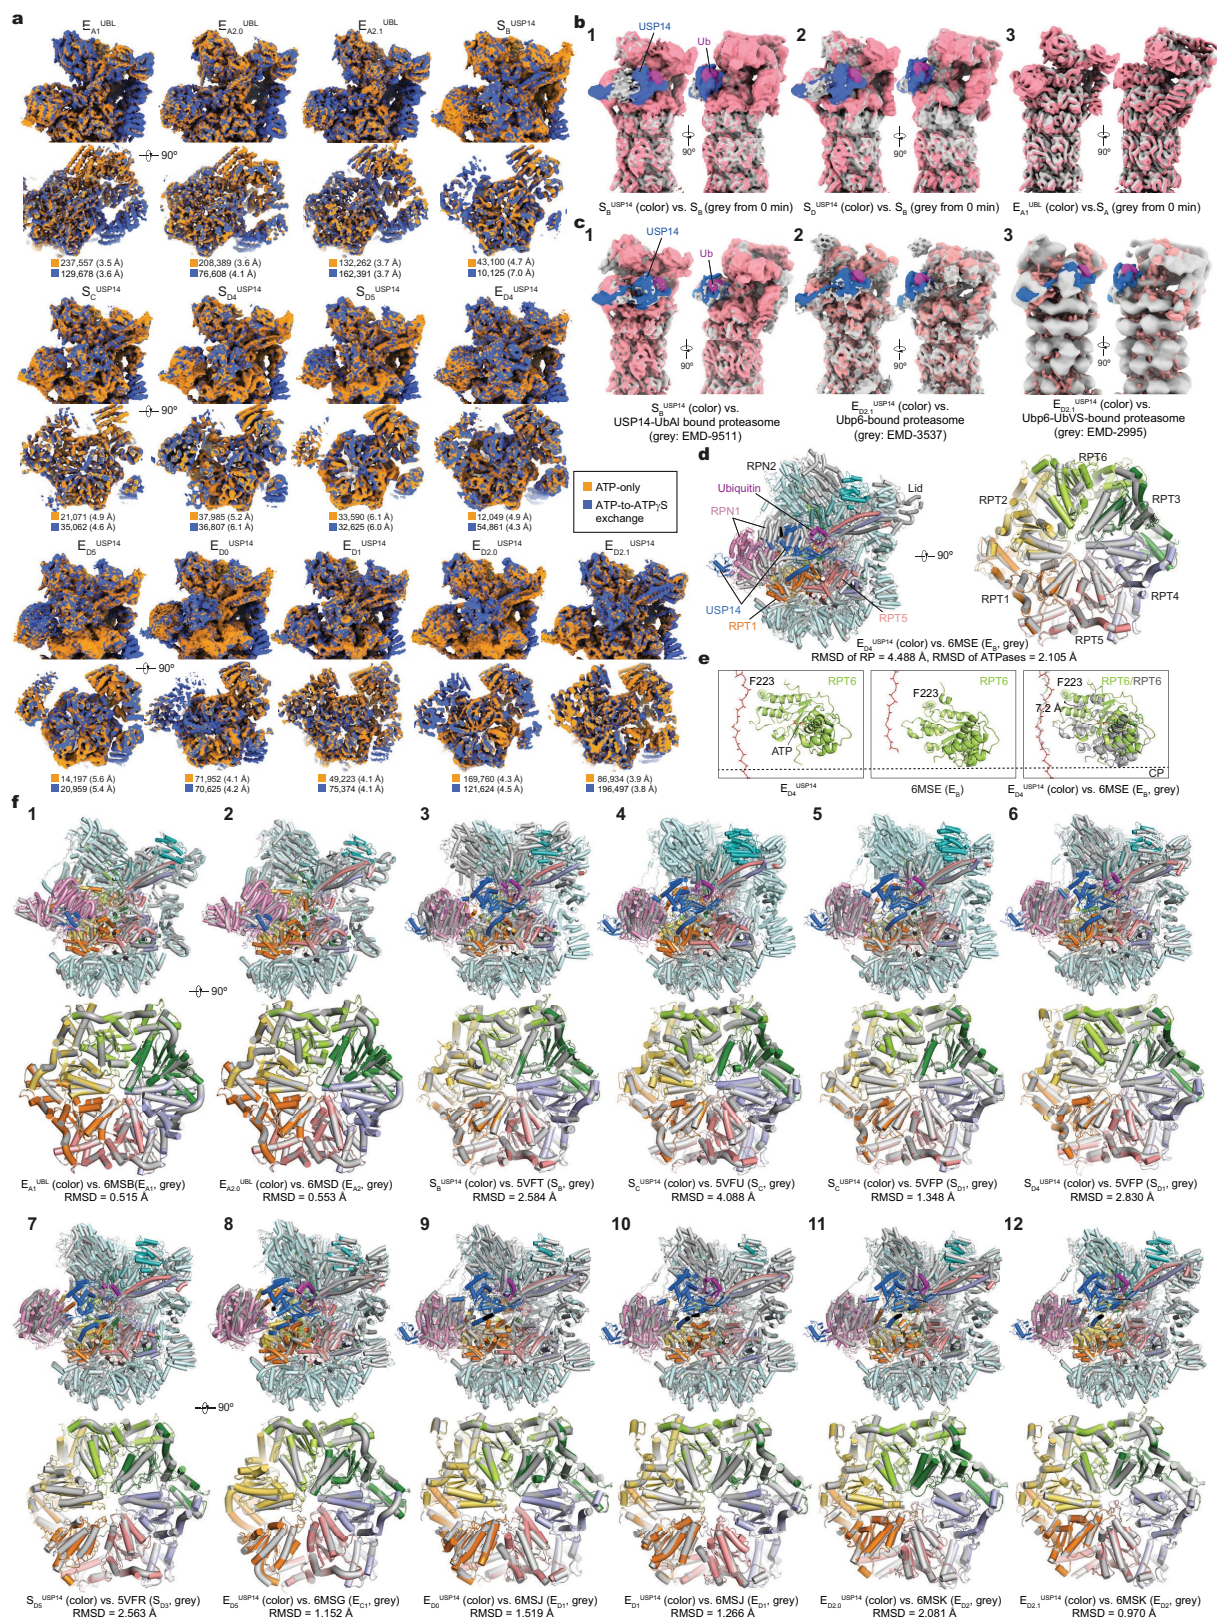 a
E_A1^UBL
E_A2.0^UBL
E_A2.1^UBL
S_B^USP14
90º
237,557 (3.5 Å)
129,678 (3.6 Å)
208,389 (3.6 Å)
76,608 (4.1 Å)
132,262 (3.7 Å)
162,391 (3.7 Å)
43,100 (4.7 Å)
10,125 (7.0 Å)
S_C^USP14
S_D4^USP14
S_D5^USP14
E_D4^USP14
90º
21,071 (4.9 Å)
35,062 (4.6 Å)
37,985 (5.2 Å)
36,807 (6.1 Å)
33,590 (6.1 Å)
32,625 (6.0 Å)
12,049 (4.9 Å)
54,861 (4.3 Å)
ATP-only
ATP-to-ATPγS
exchange
E_D5^USP14
E_D0^USP14
E_D1^USP14
E_D2.0^USP14
E_D2.1^USP14
90º
14,197 (5.6 Å)
20,959 (5.4 Å)
71,952 (4.1 Å)
70,625 (4.2 Å)
49,223 (4.1 Å)
75,374 (4.1 Å)
169,760 (4.3 Å)
121,624 (4.5 Å)
86,934 (3.9 Å)
196,497 (3.8 Å)
b
1
USP14
Ub
90º
S_B^USP14 (color) vs. S_B (grey from 0 min)
2
90º
S_D^USP14 (color) vs. S_B (grey from 0 min)
3
90º
E_A1^UBL (color) vs.S_A (grey from 0 min)
c
1
USP14
Ub
90º
S_B^USP14 (color) vs.
USP14-UbAl bound proteasome
(grey: EMD-9511)
2
90º
E_D2.1^USP14 (color) vs.
Ubp6-bound proteasome
(grey: EMD-3537)
3
90º
E_D2.1^USP14 (color) vs.
Ubp6-UbVS-bound proteasome
(grey: EMD-2995)
d
RPN2
Ubiquitin
Lid
RPN1
USP14
RPT1
RPT5
90º
RPT6
RPT2
RPT3
RPT1
RPT4
RPT5
E_D4^USP14 (color) vs. 6MSE (E_B, grey)
RMSD of RP = 4.488 Å, RMSD of ATPases = 2.105 Å
e
F223
RPT6
ATP
E_D4^USP14
F223
RPT6
6MSE (E_B)
F223
RPT6/RPT6
7.2 Å
CP
E_D4^USP14 (color) vs. 6MSE (E_B, grey)
f
1
2
3
4
5
6
90º
E_A1^UBL (color) vs. 6MSB(E_A1, grey)
RMSD = 0.515 Å
E_A2.0^UBL (color) vs. 6MSD (E_A2, grey)
RMSD = 0.553 Å
S_B^USP14 (color) vs. 5VFT (S_B, grey)
RMSD = 2.584 Å
S_C^USP14 (color) vs. 5VFU (S_C, grey)
RMSD = 4.088 Å
S_C^USP14 (color) vs. 5VFP (S_D1, grey)
RMSD = 1.348 Å
S_D4^USP14 (color) vs. 5VFP (S_D1, grey)
RMSD = 2.830 Å
7
8
9
10
11
12
90º
S_D5^USP14 (color) vs. 5VFR (S_D3, grey)
RMSD = 2.563 Å
E_D5^USP14 (color) vs. 6MSG (E_C1, grey)
RMSD = 1.152 Å
E_D0^USP14 (color) vs. 6MSJ (E_D1, grey)
RMSD = 1.519 Å
E_D1^USP14 (color) vs. 6MSJ (E_D1, grey)
RMSD = 1.266 Å
E_D2.0^USP14 (color) vs. 6MSK (E_D2, grey)
RMSD = 2.081 Å
E_D2.1^USP14 (color) vs. 6MSK (E_D2, grey)
RMSD = 0.970 Å